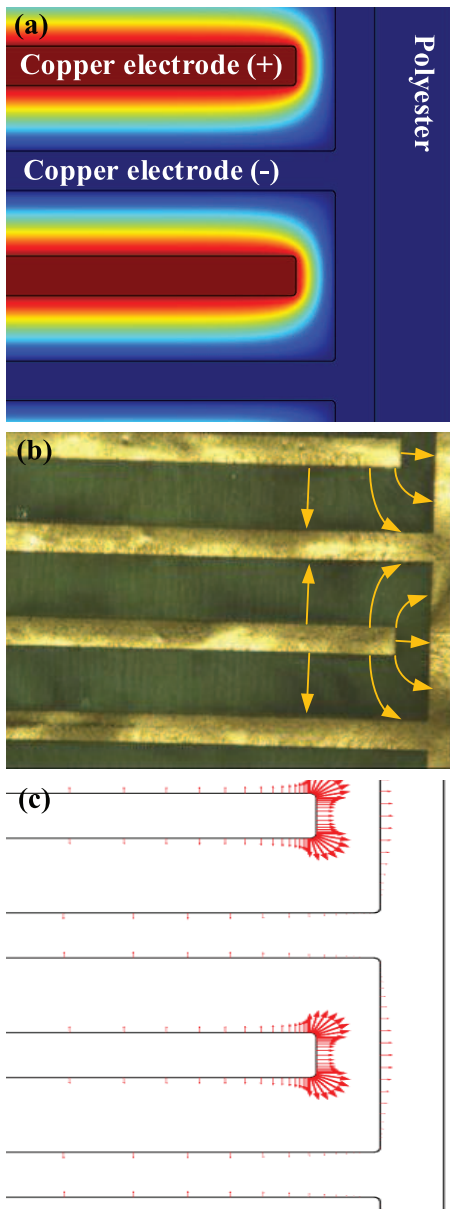 (a)
Copper electrode (+)
Polyester
Copper electrode (-)
(b)
(c)